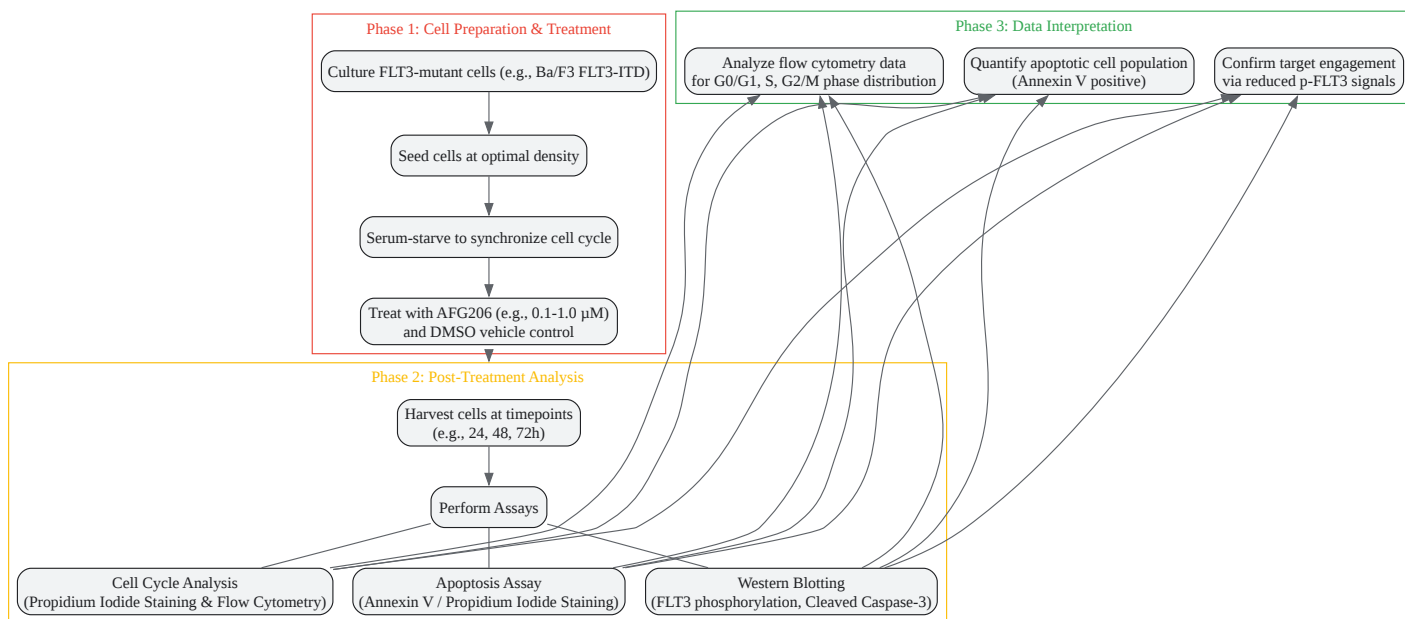 Phase 1: Cell Preparation & Treatment
Culture FLT3-mutant cells (e.g., Ba/F3 FLT3-ITD)
Seed cells at optimal density
Serum-starve to synchronize cell cycle
Treat with AFG206 (e.g., 0.1-1.0 µM)
and DMSO vehicle control
Phase 2: Post-Treatment Analysis
Harvest cells at timepoints
(e.g., 24, 48, 72h)
Perform Assays
Cell Cycle Analysis
(Propidium Iodide Staining & Flow Cytometry)
Apoptosis Assay
(Annexin V / Propidium Iodide Staining)
Western Blotting
(FLT3 phosphorylation, Cleaved Caspase-3)
Phase 3: Data Interpretation
Analyze flow cytometry data
for G0/G1, S, G2/M phase distribution
Quantify apoptotic cell population
(Annexin V positive)
Confirm target engagement
via reduced p-FLT3 signals